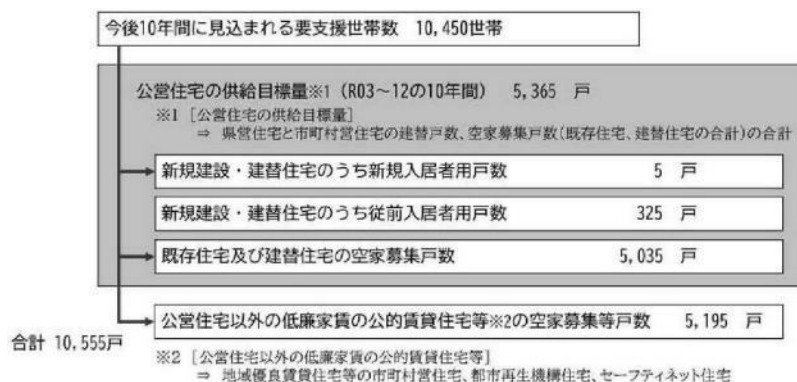 今後10年間に見込まれる要支援世帯数 10,450世帯
公営住宅の供給目標量※1（R03～12の10年間） 5,365 戸
※1 [公営住宅の供給目標量]
⇒ 県営住宅と市町村営住宅の建替戸数、空家募集戸数(既存住宅、建替住宅の合計)の合計
新規建設・建替住宅のうち新規入居者用戸数 5 戸
新規建設・建替住宅のうち従前入居者用戸数 325 戸
既存住宅及び建替住宅の空家募集戸数 5,035 戸
公営住宅以外の低廉家賃の公的賃貸住宅等※2の空家募集等戸数 5,195 戸
合計 10,555戸
※2 [公営住宅以外の低廉家賃の公的賃貸住宅等]
⇒ 地域優良賃貸住宅等の市町村営住宅、都市再生機構住宅、セーフティネット住宅